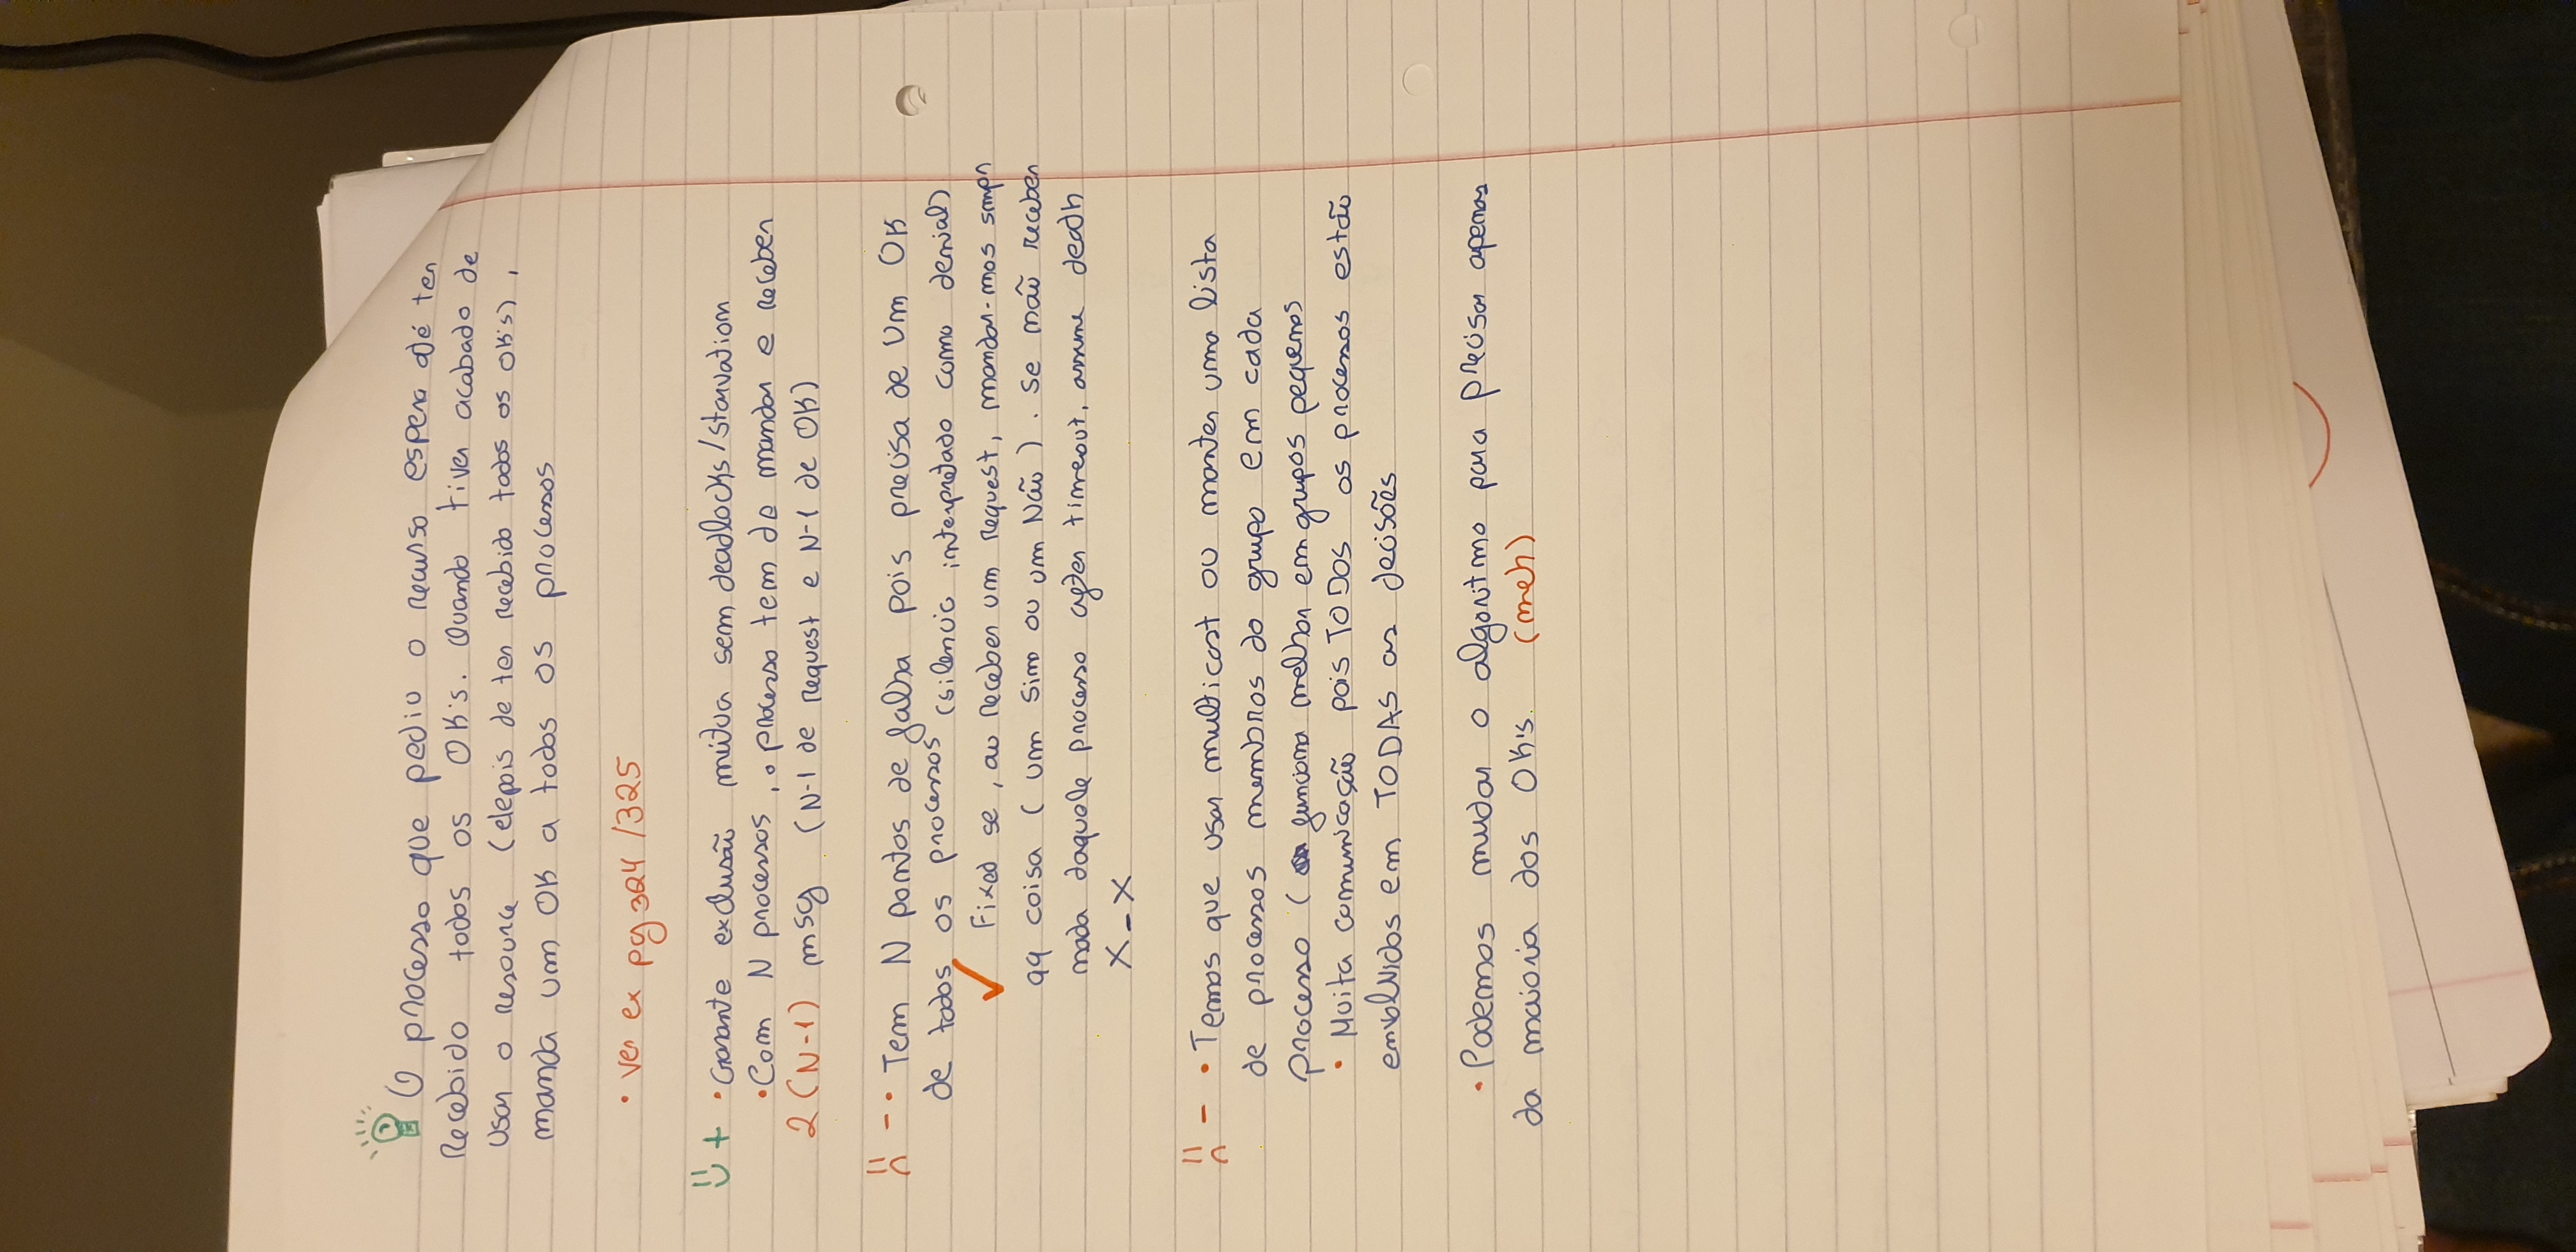 O processo que pediu o recurso espera até ter
Recebido todos os OK's. Quando tiver acabado de
usar o resource (depois de ter recebido todos os OK's),
manda um OK a todos os processos
• Ver ex pg 324/325
+ • Garante exclusão mútua sem deadlocks/starvation
• Com N processos, o processo tem de mandar e receber
2(N-1) msg (N-1 de request e N-1 de OK)
- • Tem N pontos de falha pois precisa de um OK
de todos os processos (silencio interpretado como denial)
✓ Fixed se, ao receber um request, mandar-mos smpr
qq coisa (um Sim ou um Não). Se não receber
nada daquele processo after timeout, assume death
X_X
- • Temos que usar multicast ou manter uma lista
de processos membros do grupo em cada
processo (funciona melhor em grupos pequenos
• Muita comunicação pois TODOS os processos estão
envolvidos em TODAS as decisões
• Podemos mudar o algoritmo para precisar apenas
da maioria dos OK's. (meh)